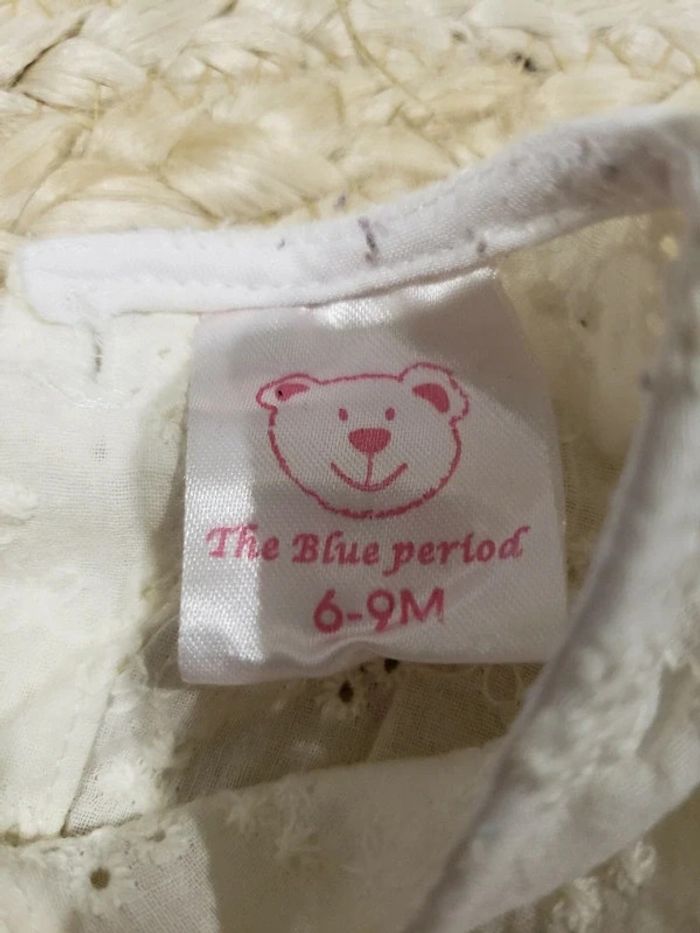 The Blue period
6-9M